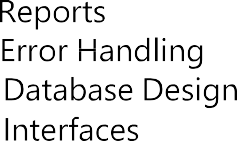 Reports
Error Handling
Database Design
Interfaces